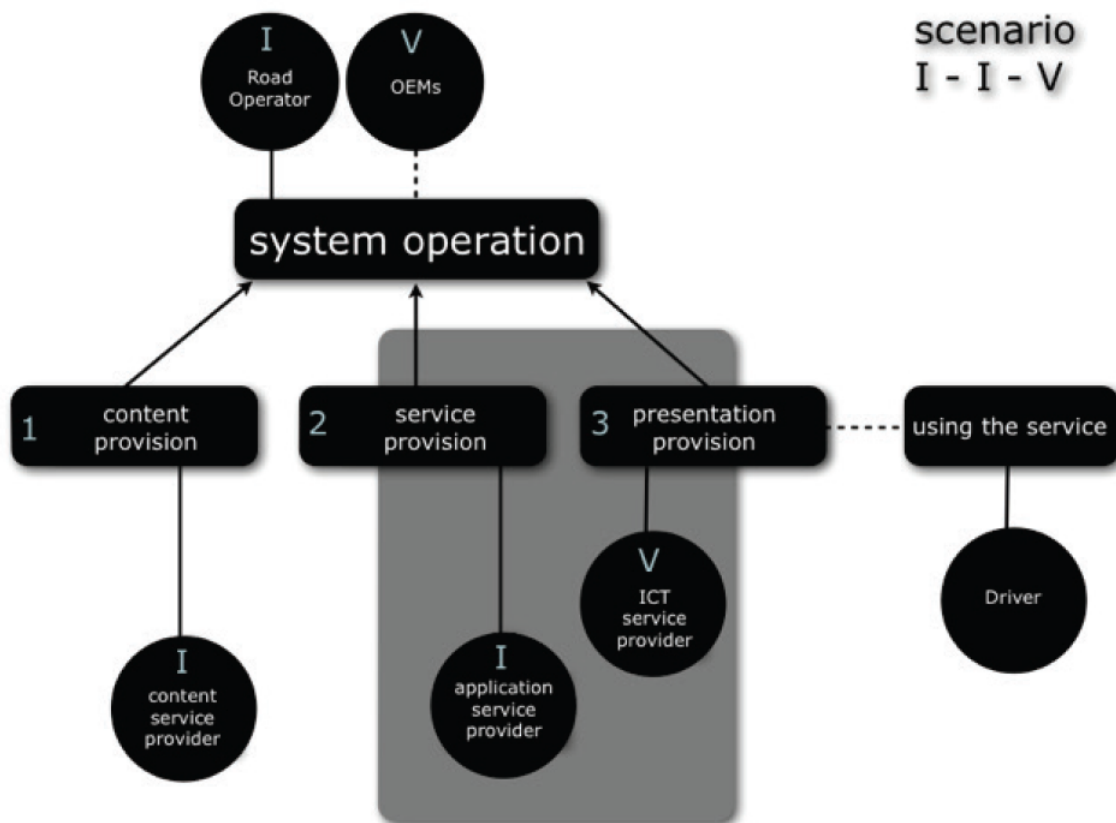 scenario
I - I - V
I
Road
Operator
V
OEMs
system operation
1
content
provision
2
service
provision
3
presentation
provision
using the service
I
content
service
provider
I
application
service
provider
V
ICT
service
provider
Driver